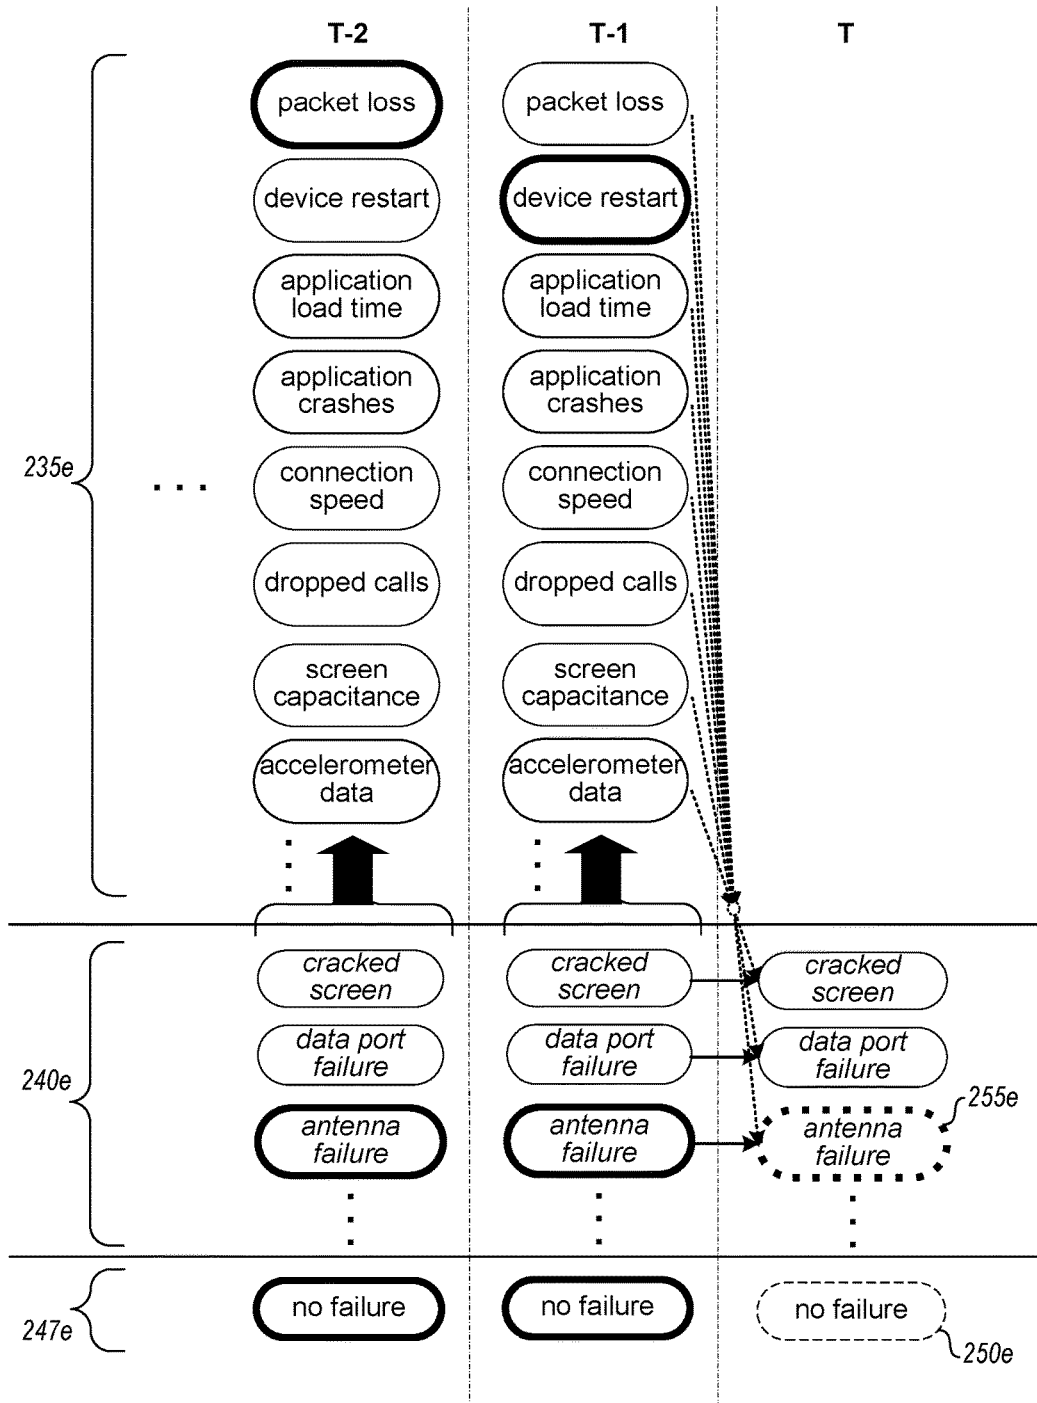 T-2
T-1
T
packet loss
packet loss
device restart
device restart
application
load time
application
load time
application
crashes
application
crashes
235e
connection
speed
connection
speed
dropped calls
dropped calls
screen
capacitance
screen
capacitance
accelerometer
data
accelerometer
data
cracked
screen
cracked
screen
cracked
screen
240e
data port
failure
data port
failure
data port
failure
255e
antenna
failure
antenna
failure
antenna
failure
247e
no failure
no failure
no failure
250e